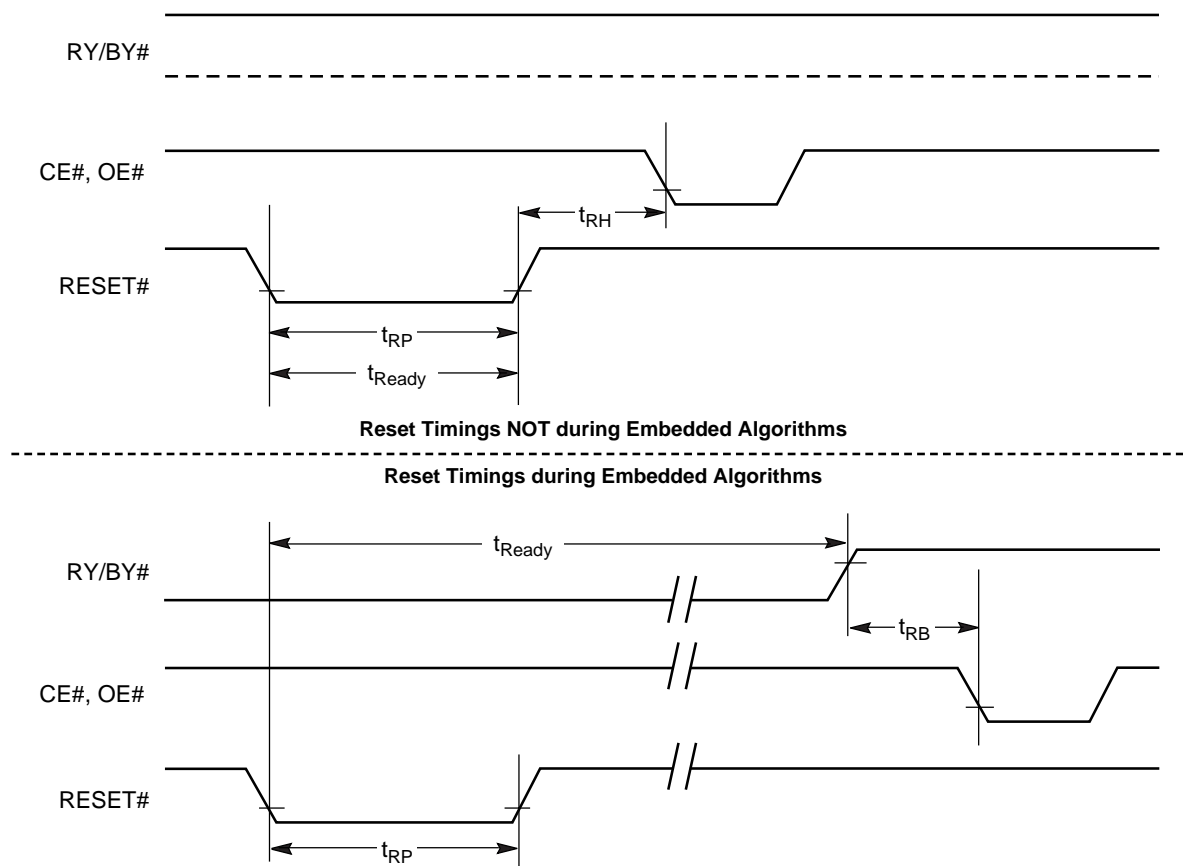 RY/BY#
CE#, OE#
tRH
RESET#
tRP
tReady
Reset Timings NOT during Embedded Algorithms
Reset Timings during Embedded Algorithms
tReady
RY/BY#
tRB
CE#, OE#
RESET#
tRP